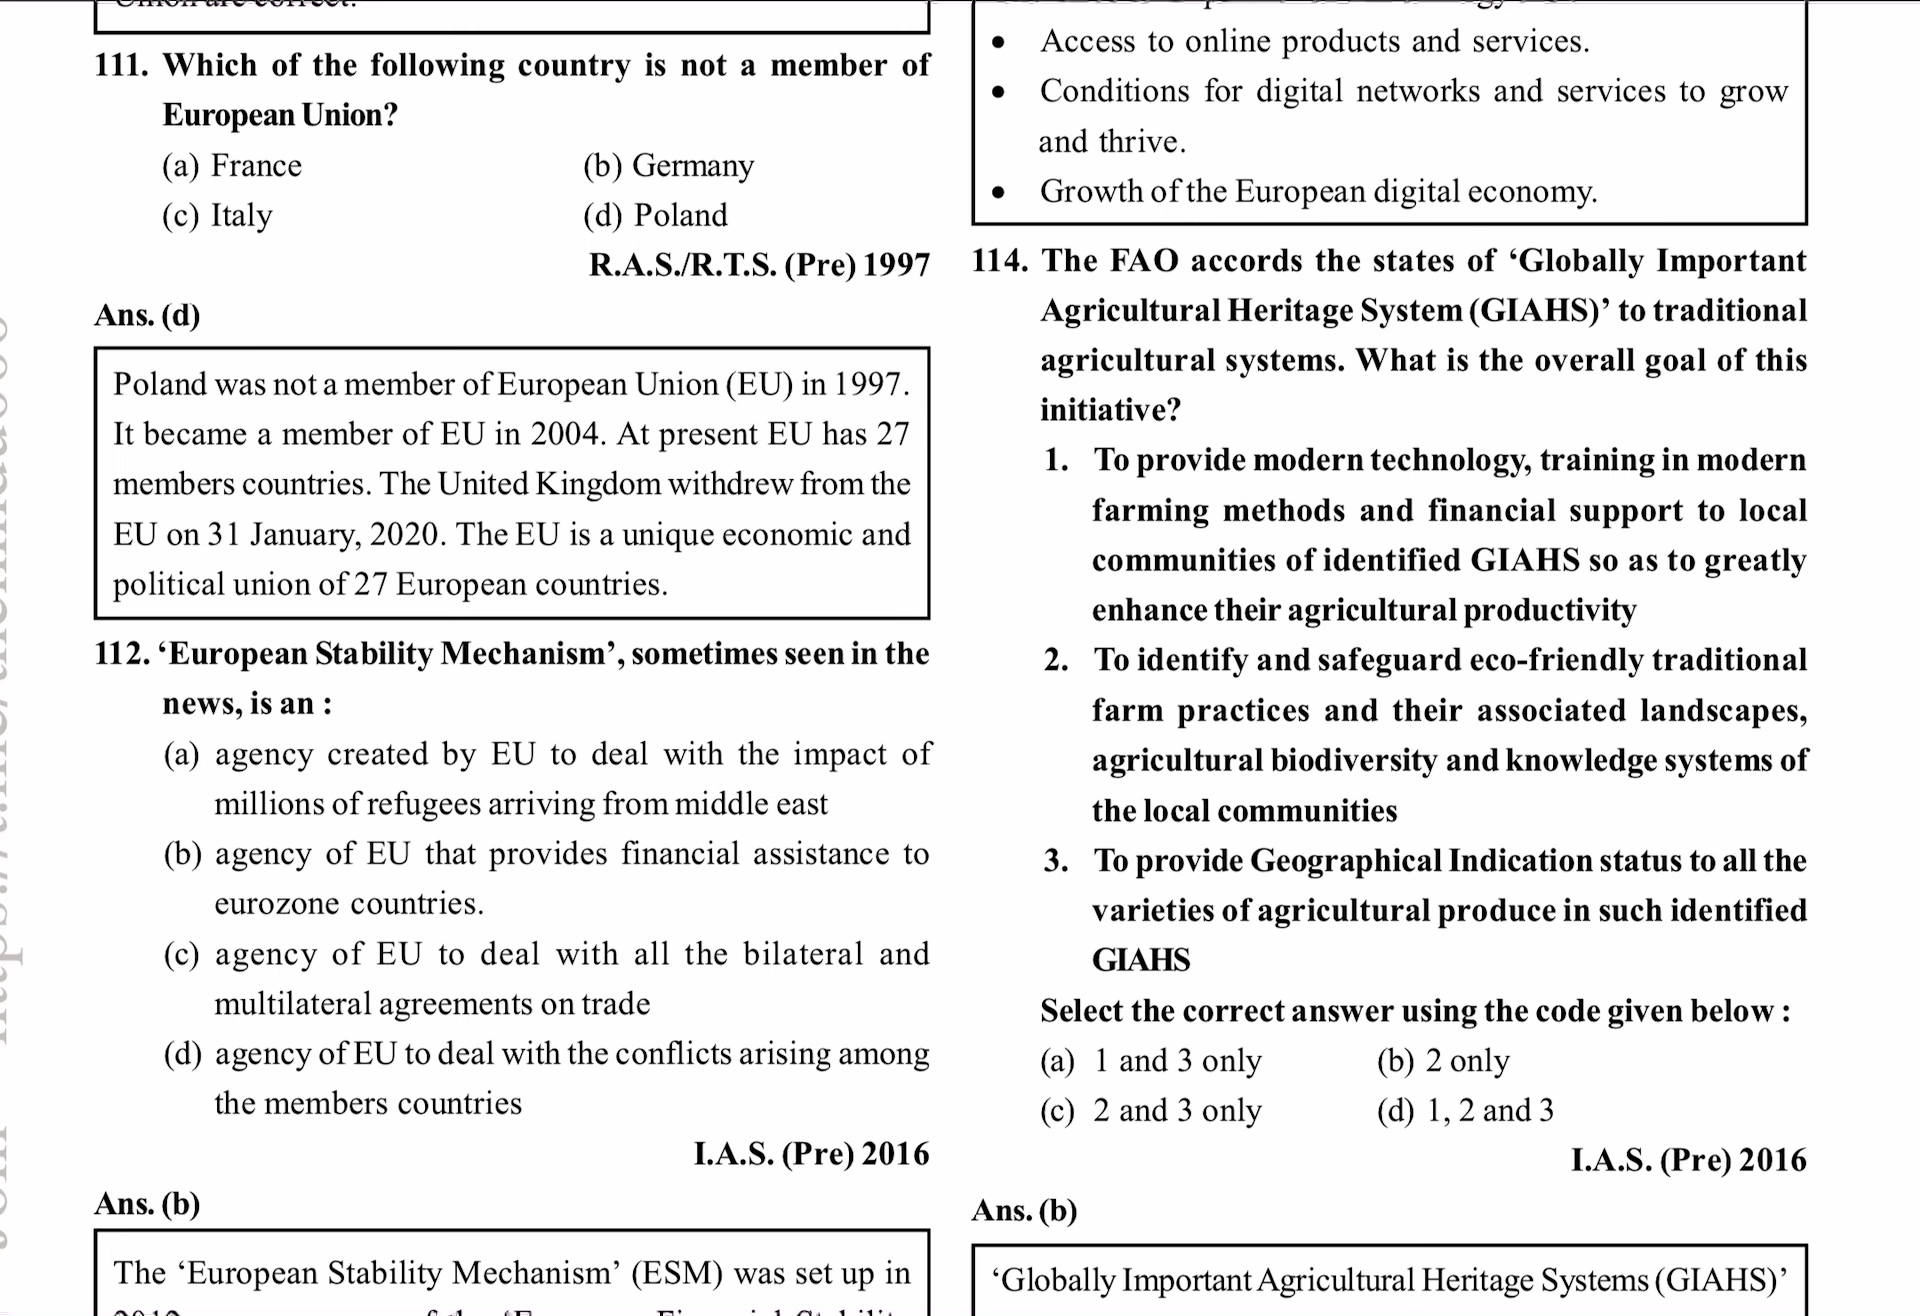 Union are correct.
111. Which of the following country is not a member of
European Union?
(a) France (b) Germany
(c) Italy (d) Poland
R.A.S./R.T.S. (Pre) 1997
Ans. (d)
Poland was not a member of European Union (EU) in 1997.
It became a member of EU in 2004. At present EU has 27
members countries. The United Kingdom withdrew from the
EU on 31 January, 2020. The EU is a unique economic and
political union of 27 European countries.
112. ‘European Stability Mechanism’, sometimes seen in the
news, is an :
(a) agency created by EU to deal with the impact of
millions of refugees arriving from middle east
(b) agency of EU that provides financial assistance to
eurozone countries.
(c) agency of EU to deal with all the bilateral and
multilateral agreements on trade
(d) agency of EU to deal with the conflicts arising among
the members countries
I.A.S. (Pre) 2016
Ans. (b)
The ‘European Stability Mechanism’ (ESM) was set up in
• Access to online products and services.
• Conditions for digital networks and services to grow
and thrive.
• Growth of the European digital economy.
114. The FAO accords the states of ‘Globally Important
Agricultural Heritage System (GIAHS)’ to traditional
agricultural systems. What is the overall goal of this
initiative?
1. To provide modern technology, training in modern
farming methods and financial support to local
communities of identified GIAHS so as to greatly
enhance their agricultural productivity
2. To identify and safeguard eco-friendly traditional
farm practices and their associated landscapes,
agricultural biodiversity and knowledge systems of
the local communities
3. To provide Geographical Indication status to all the
varieties of agricultural produce in such identified
GIAHS
Select the correct answer using the code given below :
(a) 1 and 3 only (b) 2 only
(c) 2 and 3 only (d) 1, 2 and 3
I.A.S. (Pre) 2016
Ans. (b)
‘Globally Important Agricultural Heritage Systems (GIAHS)’